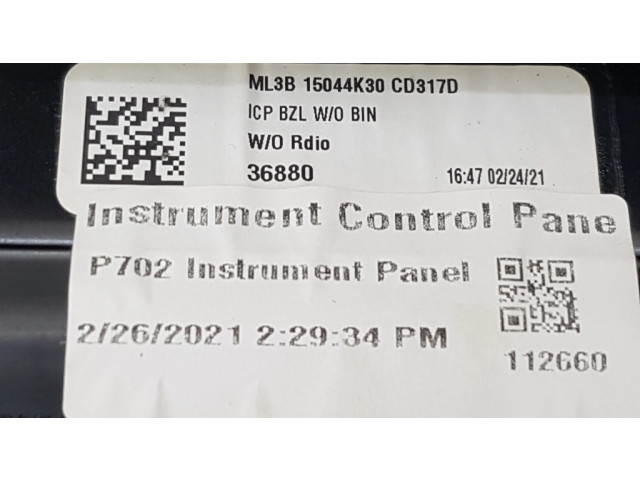 ML3B 15044K30 CD317D
ICP BZL W/O BIN
W/O Rdio
36880 16:47 02/24/21
Instrument Control Pane
P702 Instrument Panel
2/26/2021 2:29:34 PM
112660